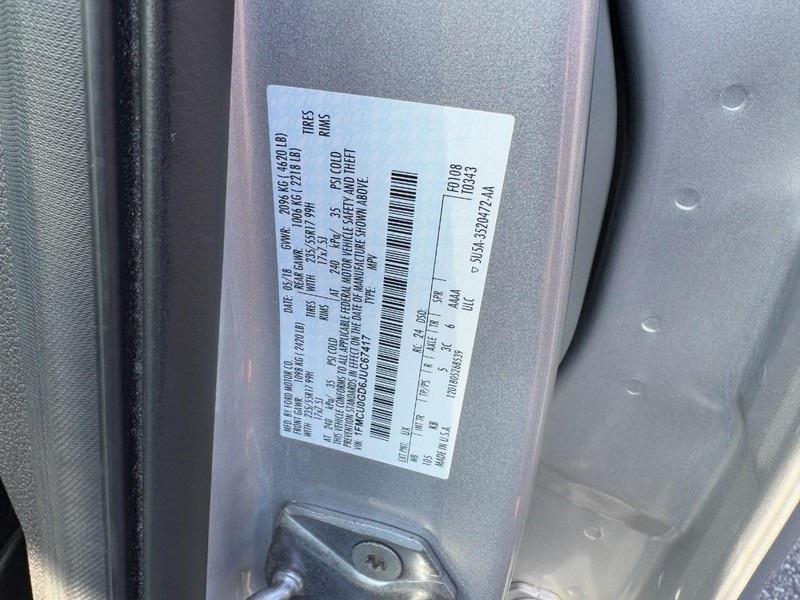 MFD. BY FORD MOTOR CO.
DATE: 05/18 GVWR: 2096 KG ( 4620 LB)
FRONT GAWR: 1098 KG ( 2420 LB) REAR GAWR: 1006 KG ( 2218 LB)
WITH 235/55R17 99H TIRES WITH 235/55R17 99H TIRES
17x7.5J RIMS 17x7.5J RIMS
AT 240 kPa/ 35 PSI COLD AT 240 kPa/ 35 PSI COLD
THIS VEHICLE CONFORMS TO ALL APPLICABLE FEDERAL MOTOR VEHICLE SAFETY AND THEFT
PREVENTION STANDARDS IN EFFECT ON THE DATE OF MANUFACTURE SHOWN ABOVE.
VIN: 1FMCU0GD6JUC67417 TYPE: MPV
EXT PNT: UX RC: 24 DSO: F0108
WB INT TR TP/PS R AXLE TR SPR T0343
105 KB 5 3C 6 AAAA
MADE IN U.S.A. ULC 5U5A-3520472-AA